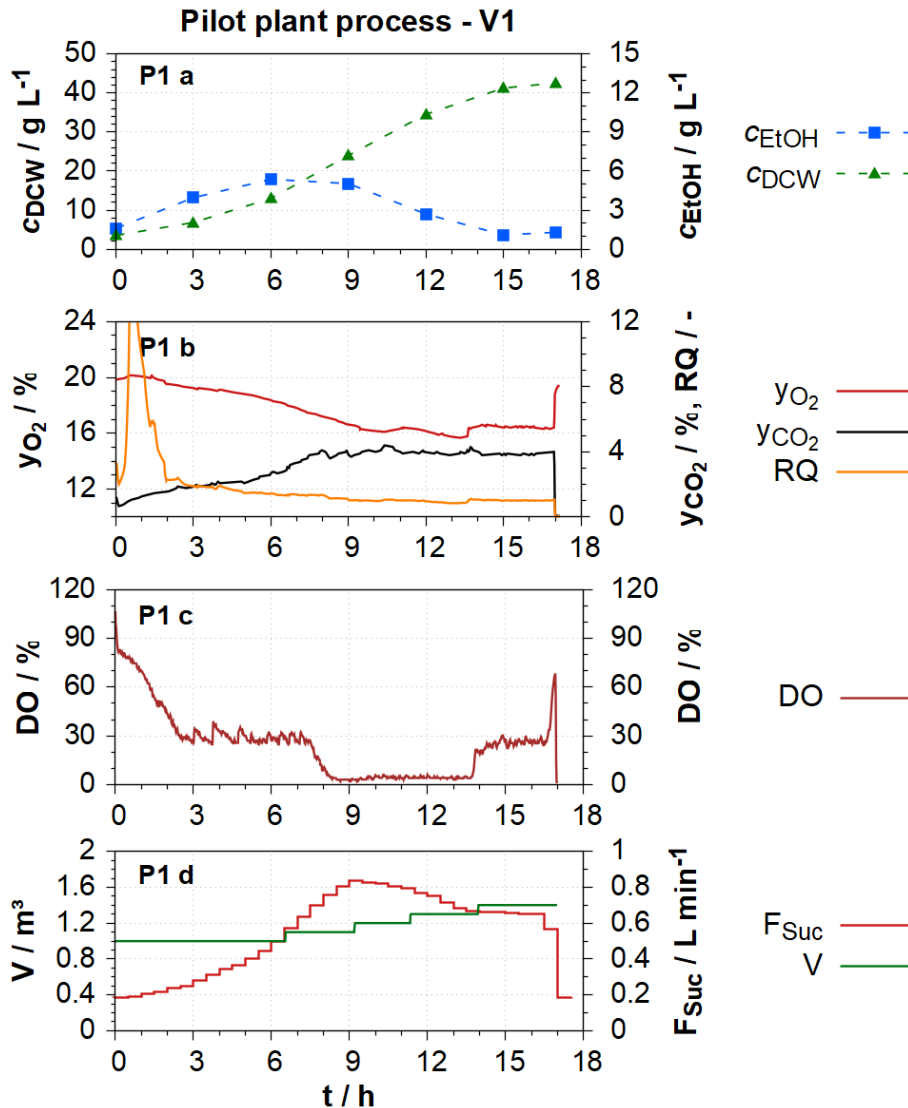 Pilot plant process - V1
P1 a
50
40
30
20
10
0
cDCW / g L⁻¹
15
12
9
6
3
0
cEtOH / g L⁻¹
0 3 6 9 12 15 18
cEtOH
cDCW
P1 b
24
20
16
12
yO₂ / %
12
8
4
0
yCO₂ / %, RQ / -
0 3 6 9 12 15 18
yO₂
yCO₂
RQ
P1 c
120
90
60
30
0
DO / %
120
90
60
30
0
DO / %
0 3 6 9 12 15 18
DO
P1 d
2
1.6
1.2
0.8
0.4
0
V / m³
1
0.8
0.6
0.4
0.2
0
FSuc / L min⁻¹
0 3 6 9 12 15 18
t / h
FSuc
V